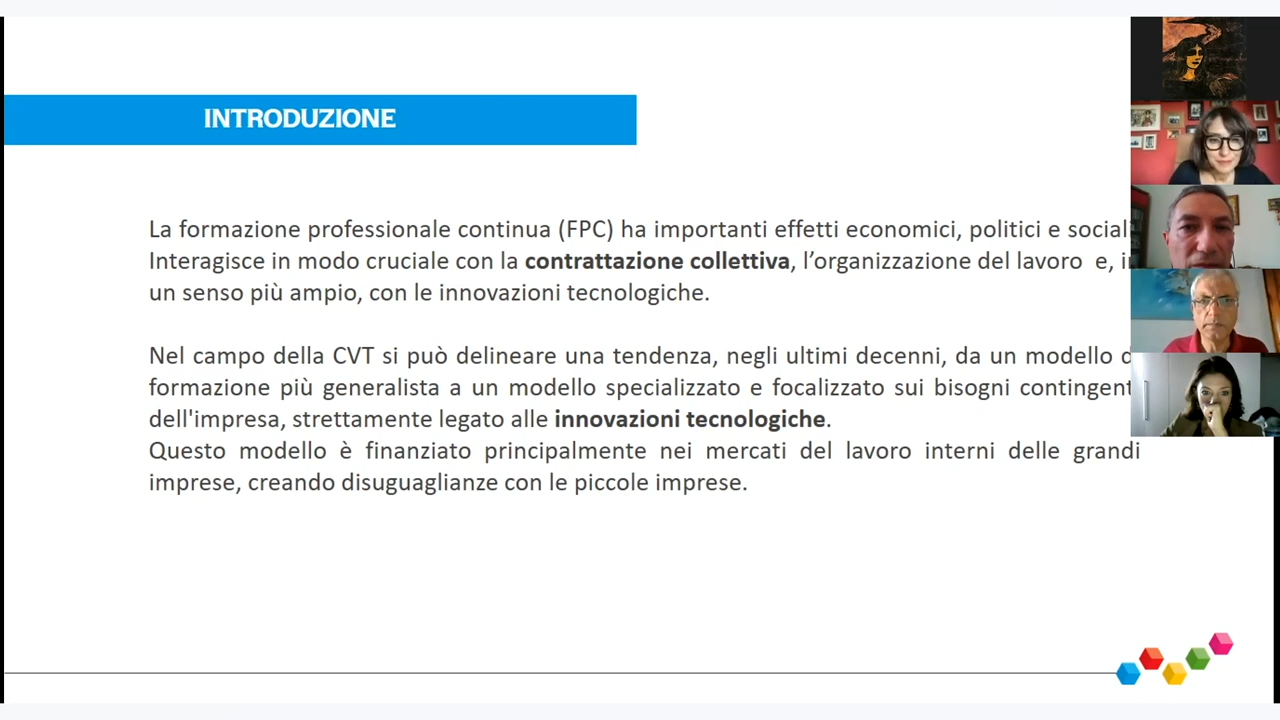 INTRODUZIONE
La formazione professionale continua (FPC) ha importanti effetti economici, politici e social
Interagisce in modo cruciale con la contrattazione collettiva, l’organizzazione del lavoro e, i
un senso più ampio, con le innovazioni tecnologiche.
Nel campo della CVT si può delineare una tendenza, negli ultimi decenni, da un modello d
formazione più generalista a un modello specializzato e focalizzato sui bisogni contingent
dell'impresa, strettamente legato alle innovazioni tecnologiche.
Questo modello è finanziato principalmente nei mercati del lavoro interni delle grandi
imprese, creando disuguaglianze con le piccole imprese.